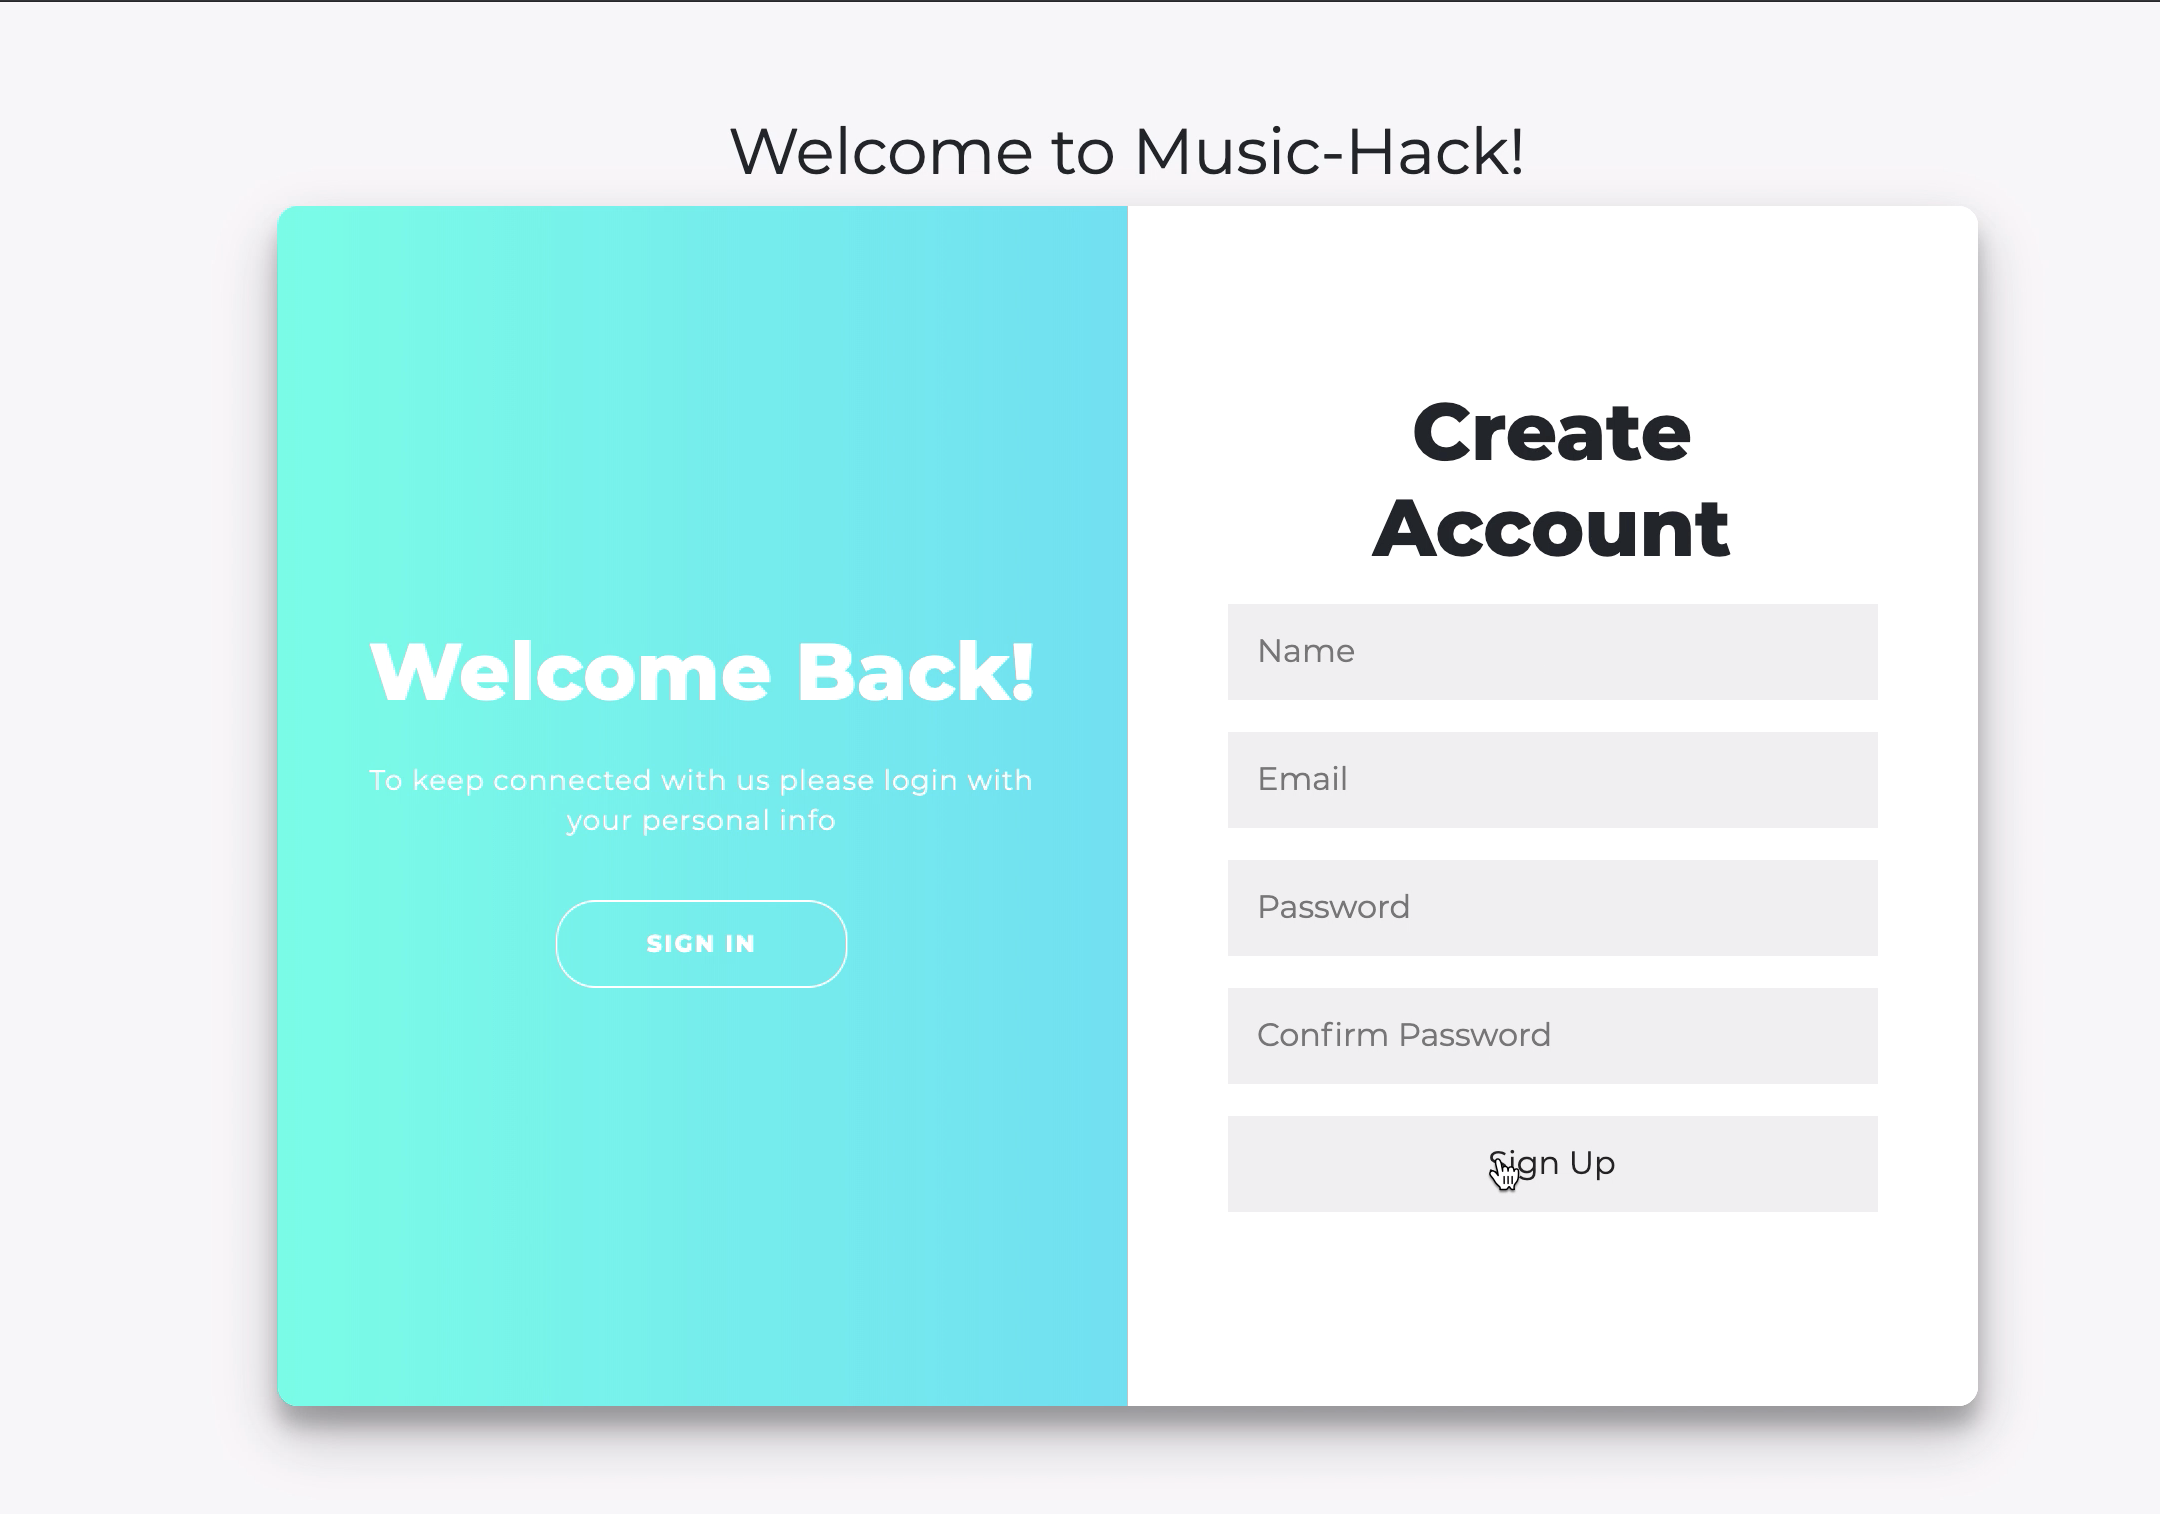 Welcome to Music-Hack!
Welcome Back!
To keep connected with us please login with
your personal info
SIGN IN
Create
Account
Name
Email
Password
Confirm Password
Sign Up